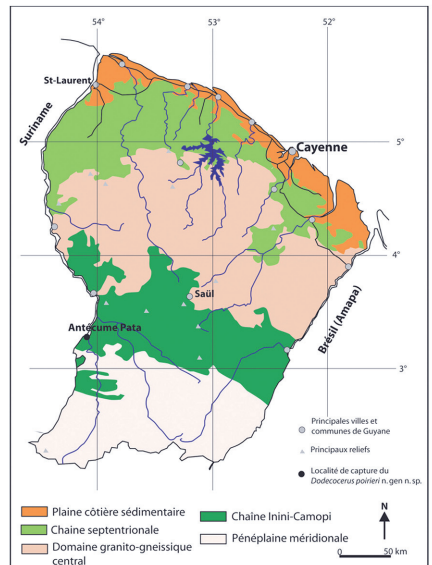 54°
53°
52°
St-Laurent
Suriname
Cayenne
5°
4°
Saül
Antécume Pata
Brésil (Amapa)
3°
Principales villes et
communes de Guyane
Principaux reliefs
Localité de capture du
Dodecocerus poirieri n. gen n. sp.
Plaine côtière sédimentaire
Chaine septentrionale
Domaine granito-gneissique
central
Chaîne Inini-Camopi
Pénéplaine méridionale
N
0 50 km